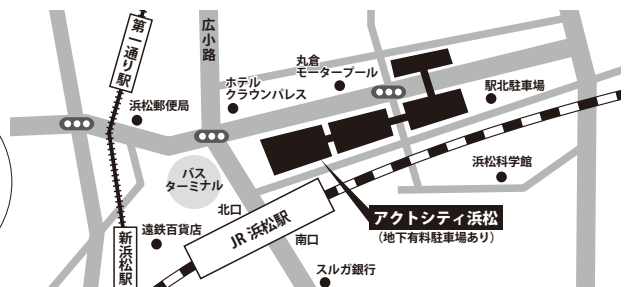 第一通り駅
広小路
丸倉
モータープール
ホテル
クラウンパレス
浜松郵便局
駅北駐車場
浜松科学館
バス
ターミナル
北口
アクトシティ浜松
(地下有料駐車場あり)
遠鉄百貨店
JR 浜松駅
南口
新浜松駅
スルガ銀行